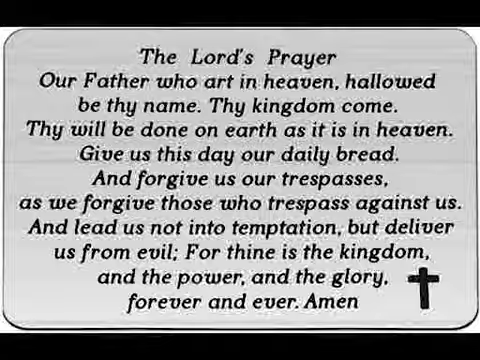 The Lord's Prayer
Our Father who art in heaven, hallowed
be thy name. Thy kingdom come.
Thy will be done on earth as it is in heaven.
Give us this day our daily bread.
And forgive us our trespasses,
as we forgive those who trespass against us.
And lead us not into temptation, but deliver
us from evil; For thine is the kingdom,
and the power, and the glory,
forever and ever. Amen